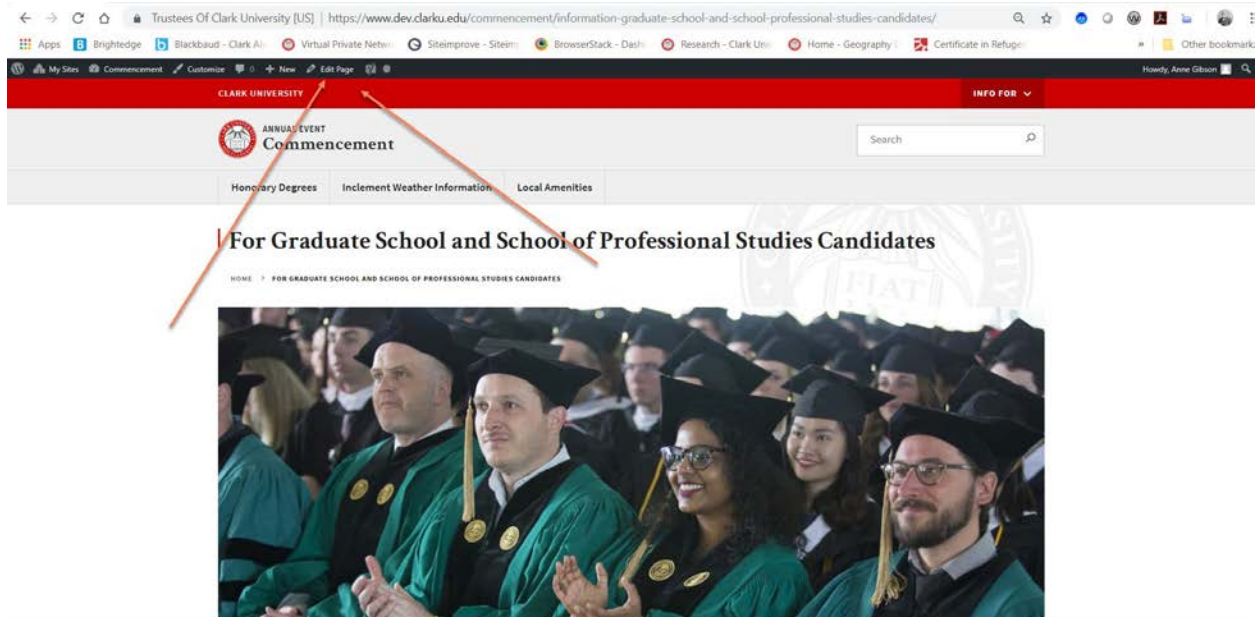 Trustees Of Clark University [US] | https://www.dev.clarku.edu/commencement/information-graduate-school-and-school-professional-studies-candidates/
Apps Brightedge Blackbaud - Clark Al Virtual Private Netwo Siteimprove - Siteim BrowserStack - Dash Research - Clark Univ Home - Geography Certificate in Refuge » Other bookmarks
My Sites Commencement Customize 0 + New Edit Page Howdy, Anne Gibson
CLARK UNIVERSITY INFO FOR
ANNUAL EVENT
Commencement
Search
Honorary Degrees Inclement Weather Information Local Amenities
For Graduate School and School of Professional Studies Candidates
HOME > FOR GRADUATE SCHOOL AND SCHOOL OF PROFESSIONAL STUDIES CANDIDATES
FIAT